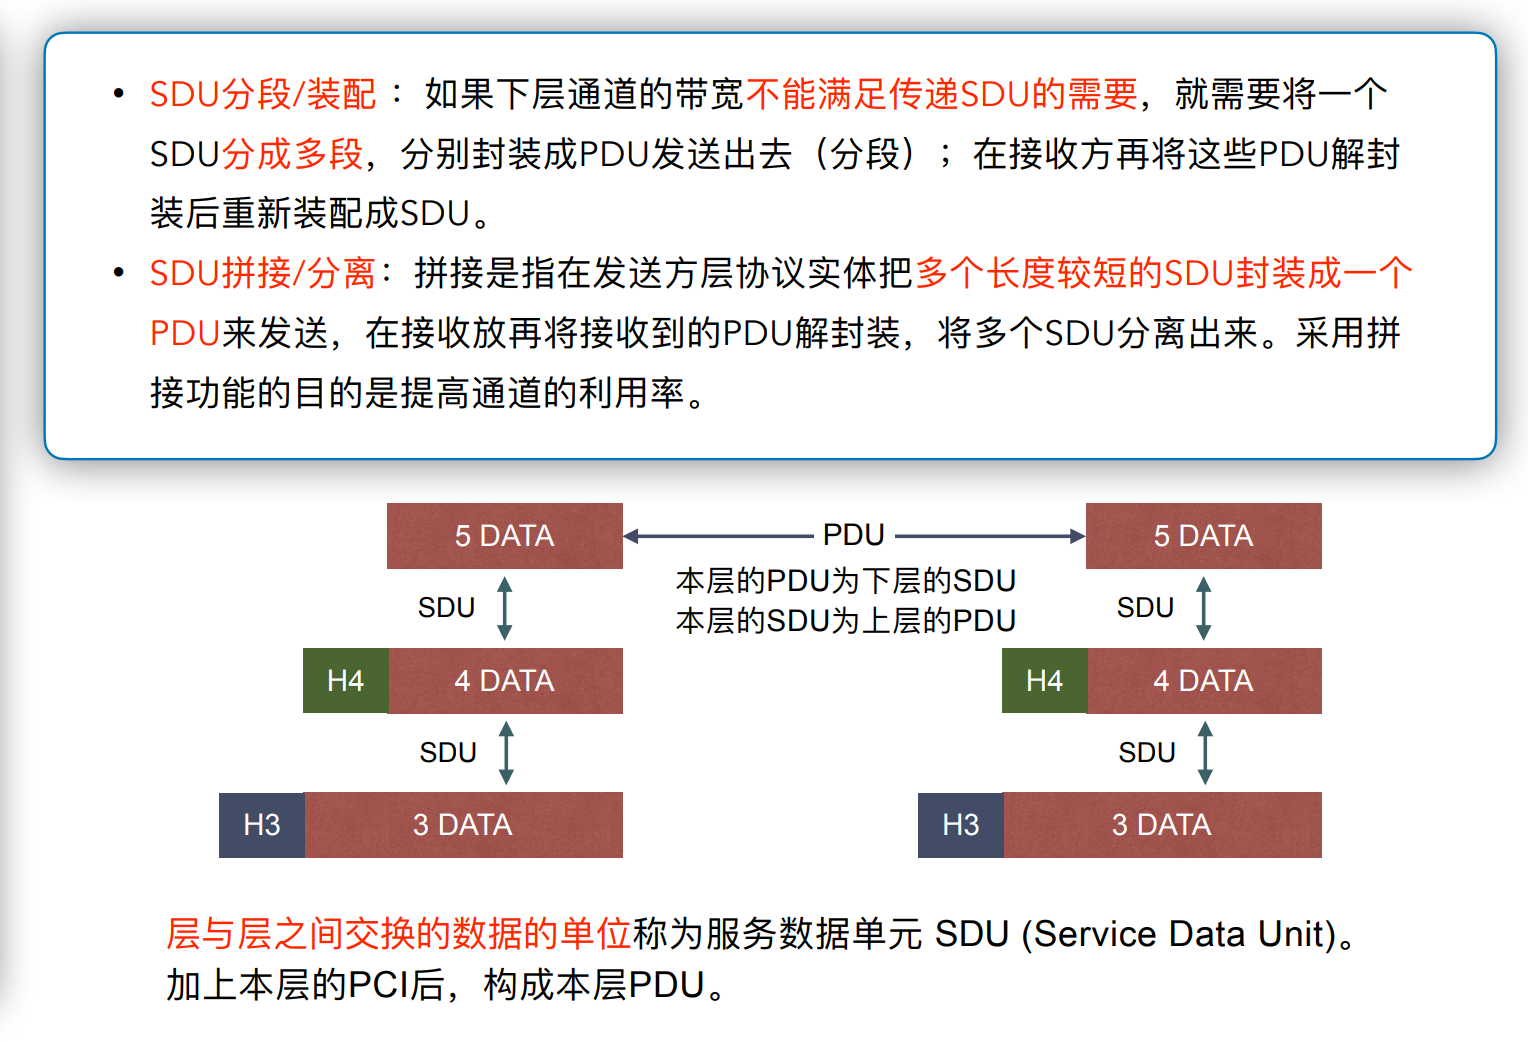 • SDU分段/装配： 如果下层通道的带宽不能满足传递SDU的需要，就需要将一个
SDU分成多段，分别封装成PDU发送出去（分段）；在接收方再将这些PDU解封
装后重新装配成SDU。
• SDU拼接/分离：拼接是指在发送方层协议实体把多个长度较短的SDU封装成一个
PDU来发送，在接收放再将接收到的PDU解封装，将多个SDU分离出来。采用拼
接功能的目的是提高通道的利用率。
5 DATA
PDU
5 DATA
本层的PDU为下层的SDU
本层的SDU为上层的PDU
SDU
SDU
H4
4 DATA
H4
4 DATA
SDU
SDU
H3
3 DATA
H3
3 DATA
层与层之间交换的数据的单位称为服务数据单元 SDU (Service Data Unit)。
加上本层的PCI后，构成本层PDU。